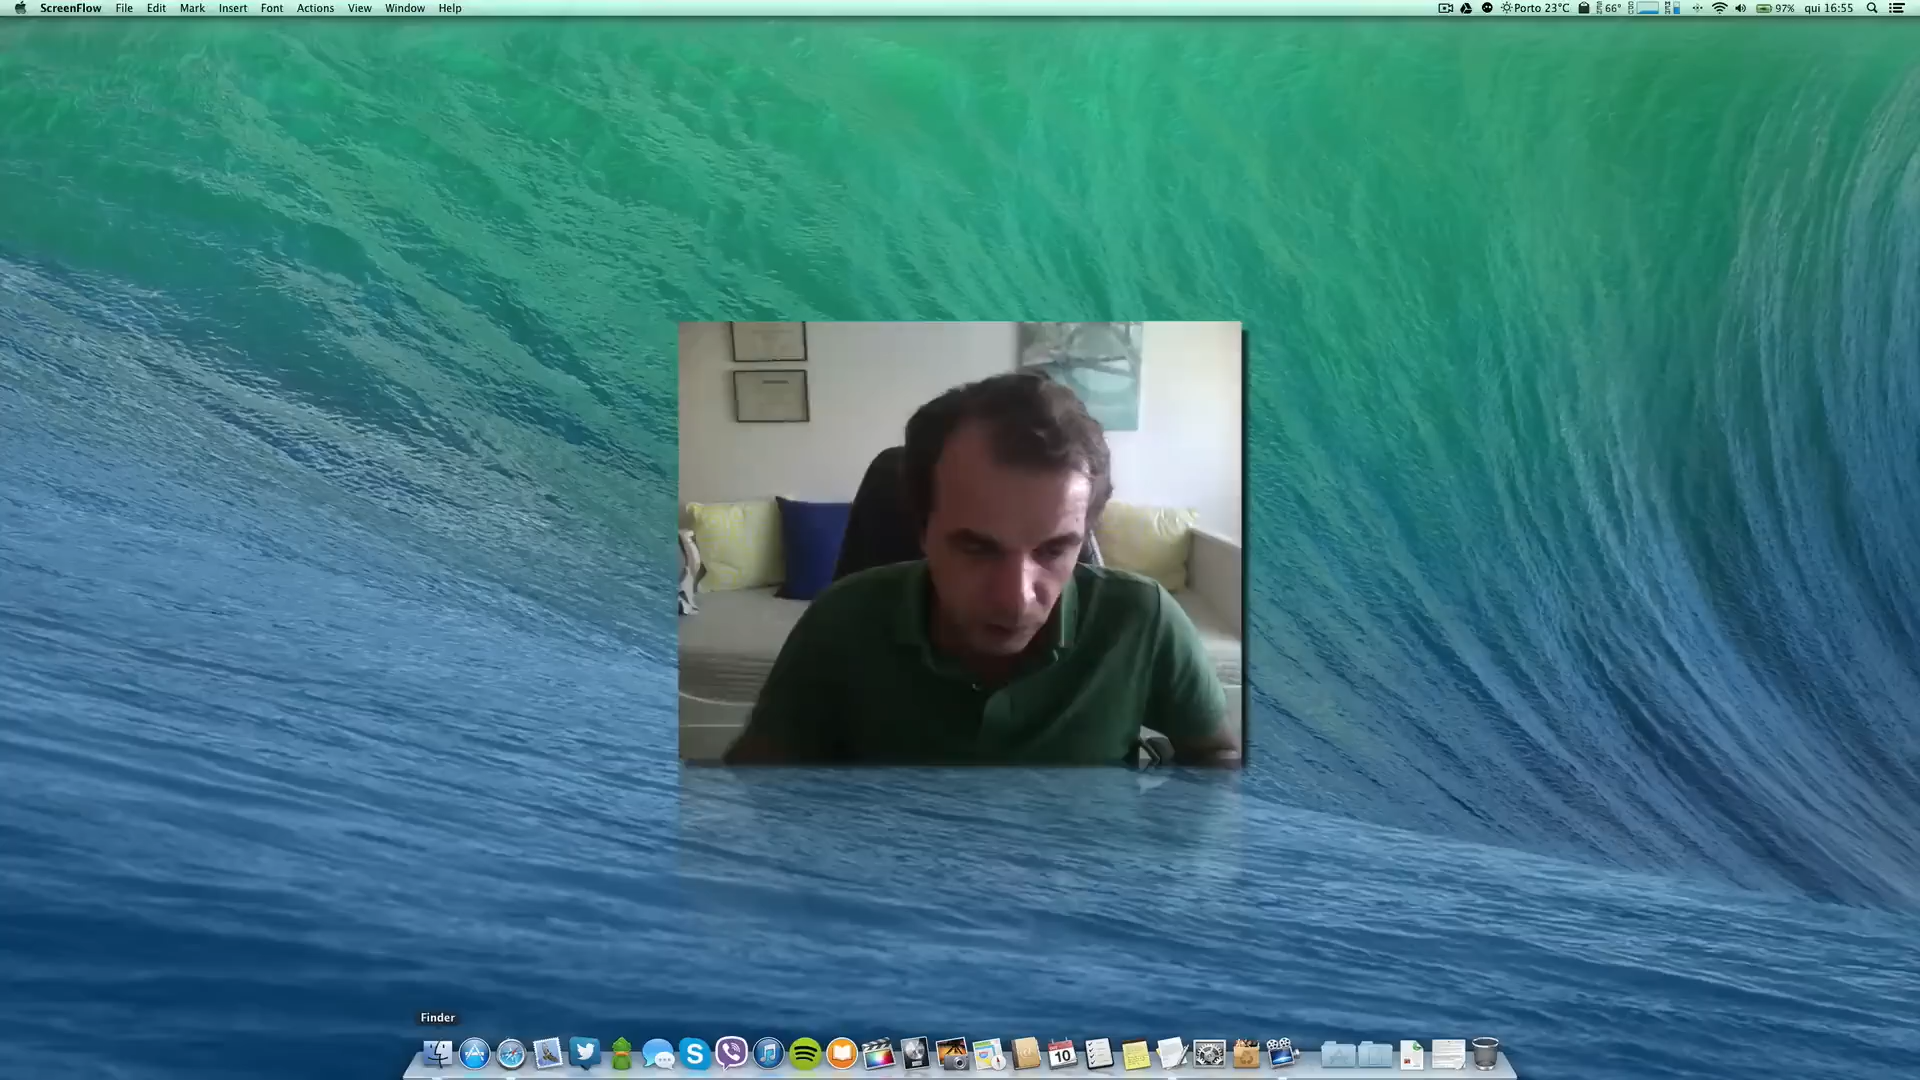 ScreenFlow File Edit Mark Insert Font Actions View Window Help Porto 23°C 66° 97% qui 16:55
Finder
10